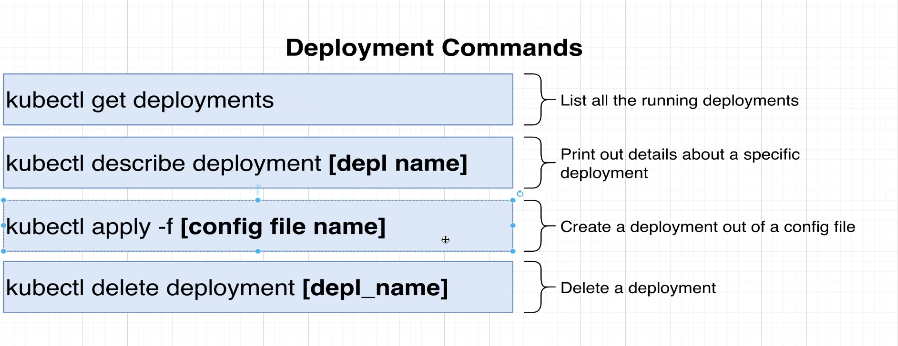 Deployment Commands
kubectl get deployments
List all the running deployments
kubectl describe deployment [depl name]
Print out details about a specific
deployment
kubectl apply -f [config file name]
Create a deployment out of a config file
kubectl delete deployment [depl_name]
Delete a deployment